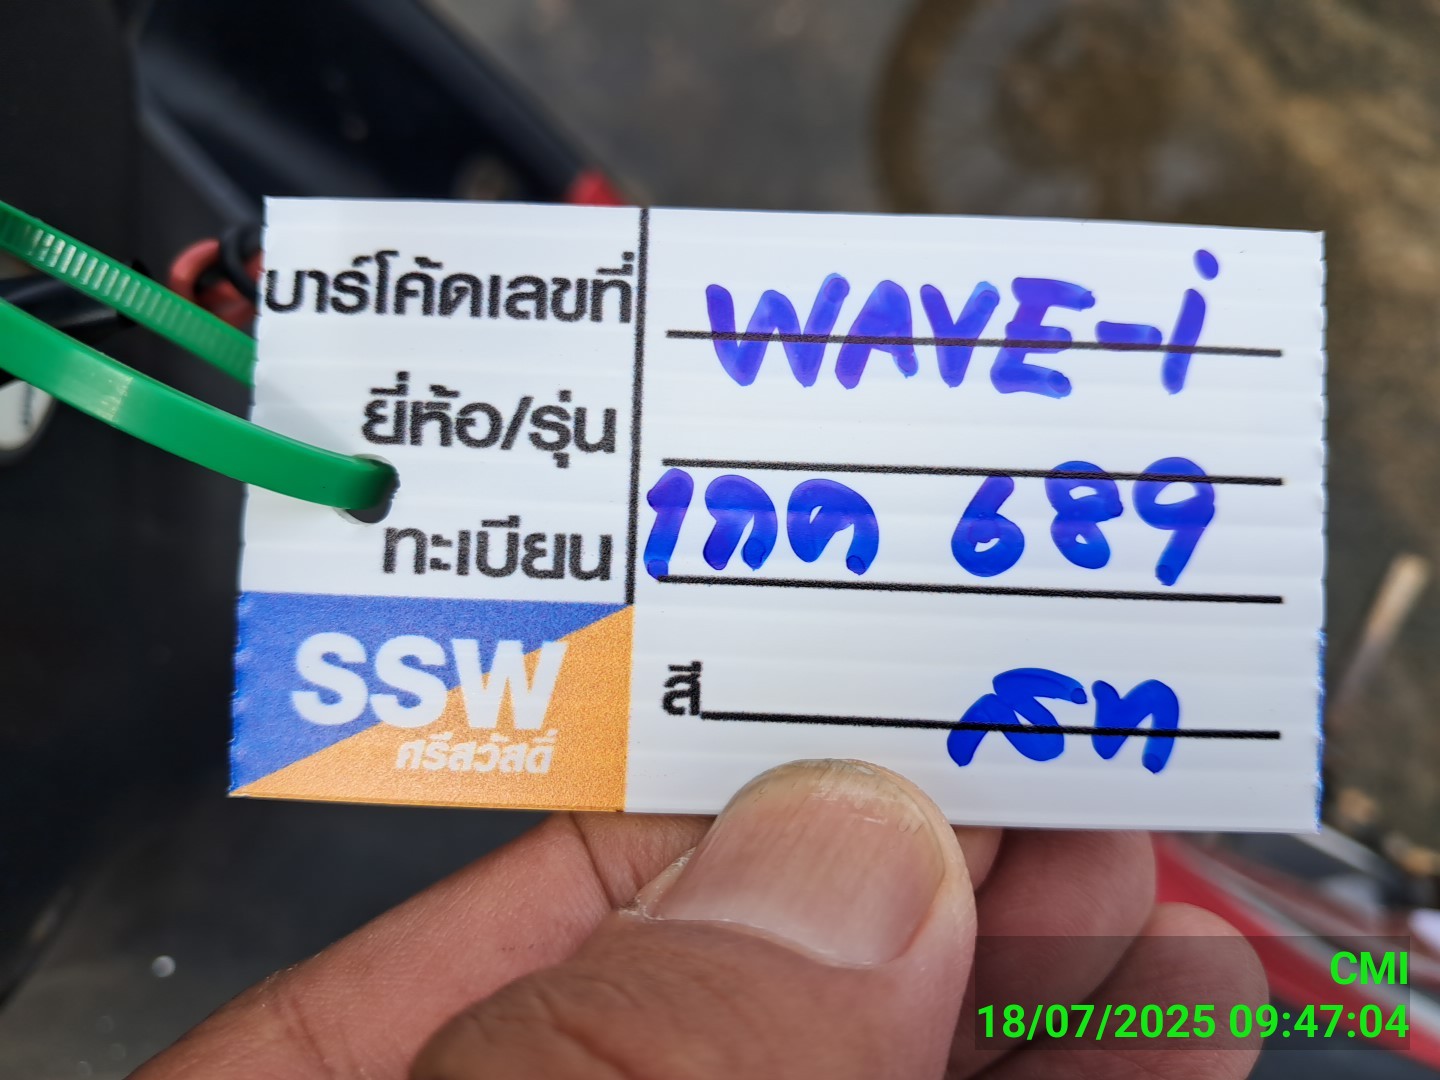 บาร์โค้ดเลขที่ WAVE-i
ยี่ห้อ/รุ่น
ทะเบียน 1กค 689
SSW
ศรีสวัสดิ์
สี
CMI
18/07/2025 09:47:04